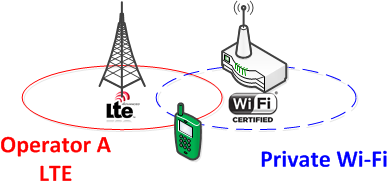 Lte
Wi Fi
CERTIFIED
Operator A
LTE
Private Wi-Fi